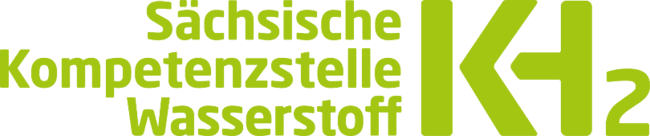 Sächsische
Kompetenzstelle
Wasserstoff
KH2